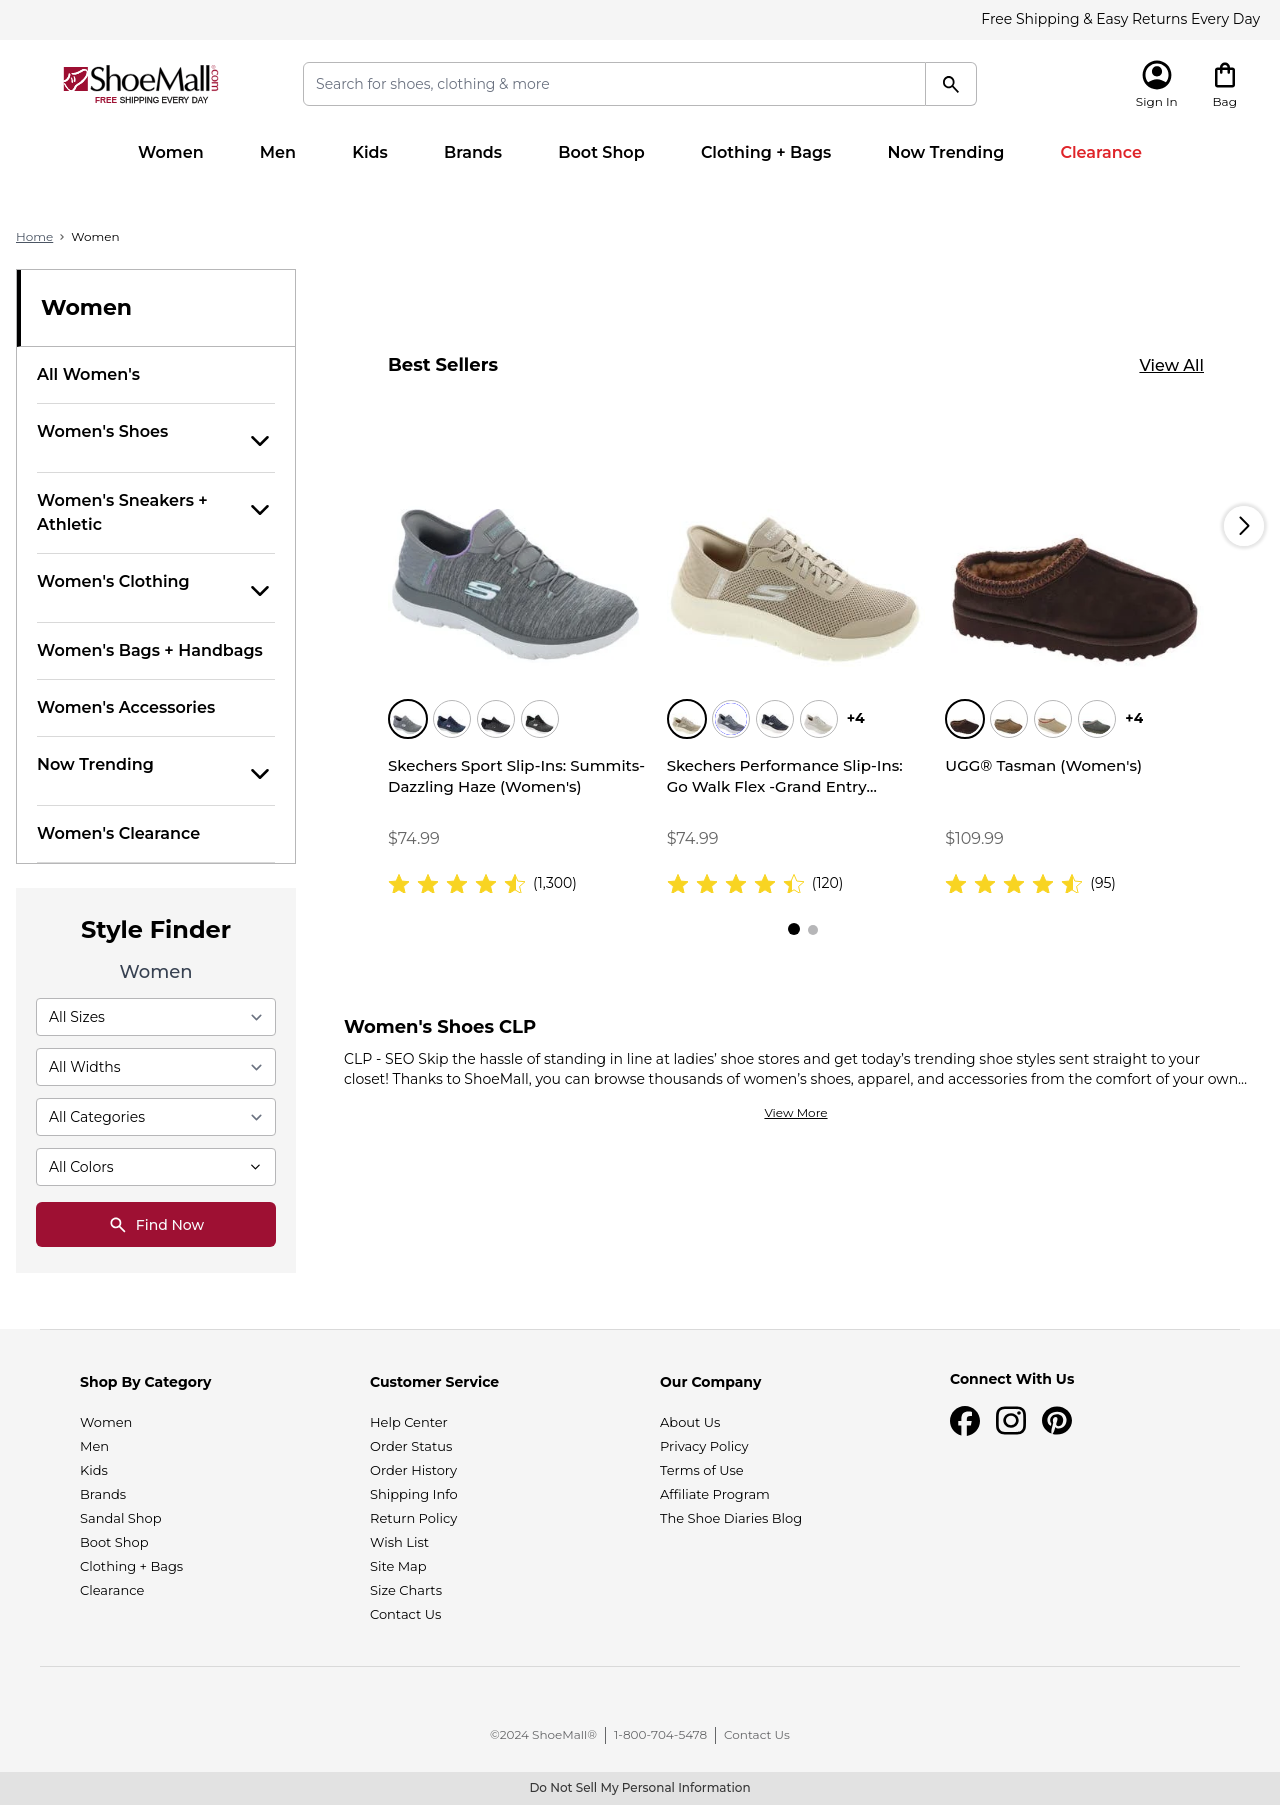 Free Shipping & Easy Returns Every Day
ShoeMall.com
FREE SHIPPING EVERY DAY
Search for shoes, clothing & more
Sign In
Bag
Women
Men
Kids
Brands
Boot Shop
Clothing + Bags
Now Trending
Clearance
Home › Women
Women
All Women's
Women's Shoes
Women's Sneakers +
Athletic
Women's Clothing
Women's Bags + Handbags
Women's Accessories
Now Trending
Women's Clearance
Style Finder
Women
All Sizes
All Widths
All Categories
All Colors
Find Now
Best Sellers
View All
Skechers Sport Slip-Ins: Summits-
Dazzling Haze (Women's)
$74.99
(1,300)
+4
Skechers Performance Slip-Ins:
Go Walk Flex -Grand Entry...
$74.99
(120)
+4
UGG® Tasman (Women's)
$109.99
(95)
Women's Shoes CLP
CLP - SEO Skip the hassle of standing in line at ladies’ shoe stores and get today’s trending shoe styles sent straight to your
closet! Thanks to ShoeMall, you can browse thousands of women’s shoes, apparel, and accessories from the comfort of your own...
View More
Shop By Category
Women
Men
Kids
Brands
Sandal Shop
Boot Shop
Clothing + Bags
Clearance
Customer Service
Help Center
Order Status
Order History
Shipping Info
Return Policy
Wish List
Site Map
Size Charts
Contact Us
Our Company
About Us
Privacy Policy
Terms of Use
Affiliate Program
The Shoe Diaries Blog
Connect With Us
©2024 ShoeMall® | 1-800-704-5478 | Contact Us
Do Not Sell My Personal Information